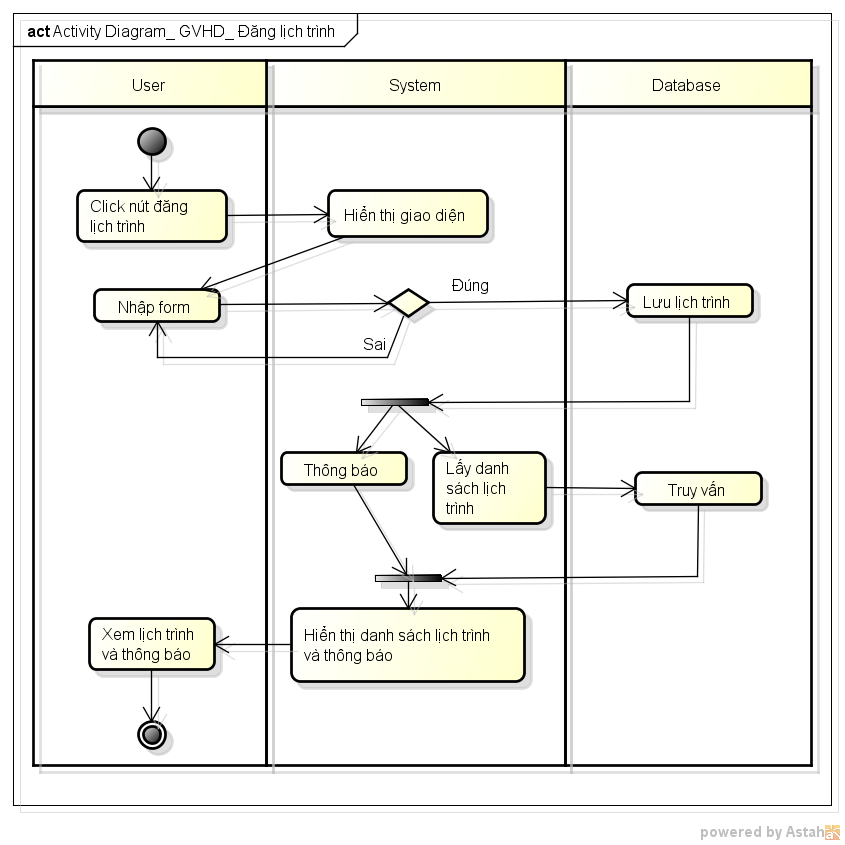 act Activity Diagram_ GVHD_ Đăng lịch trình
User
System
Database
Click nút đăng
lịch trình
Hiển thị giao diện
Nhập form
Đúng
Lưu lịch trình
Sai
Thông báo
Lấy danh
sách lịch
trình
Truy vấn
Xem lịch trình
và thông báo
Hiển thị danh sách lịch trình
và thông báo
powered by Astah